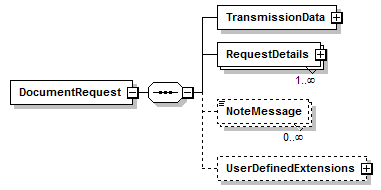 TransmissionData
RequestDetails
1..∞
DocumentRequest
NoteMessage
0..∞
UserDefinedExtensions